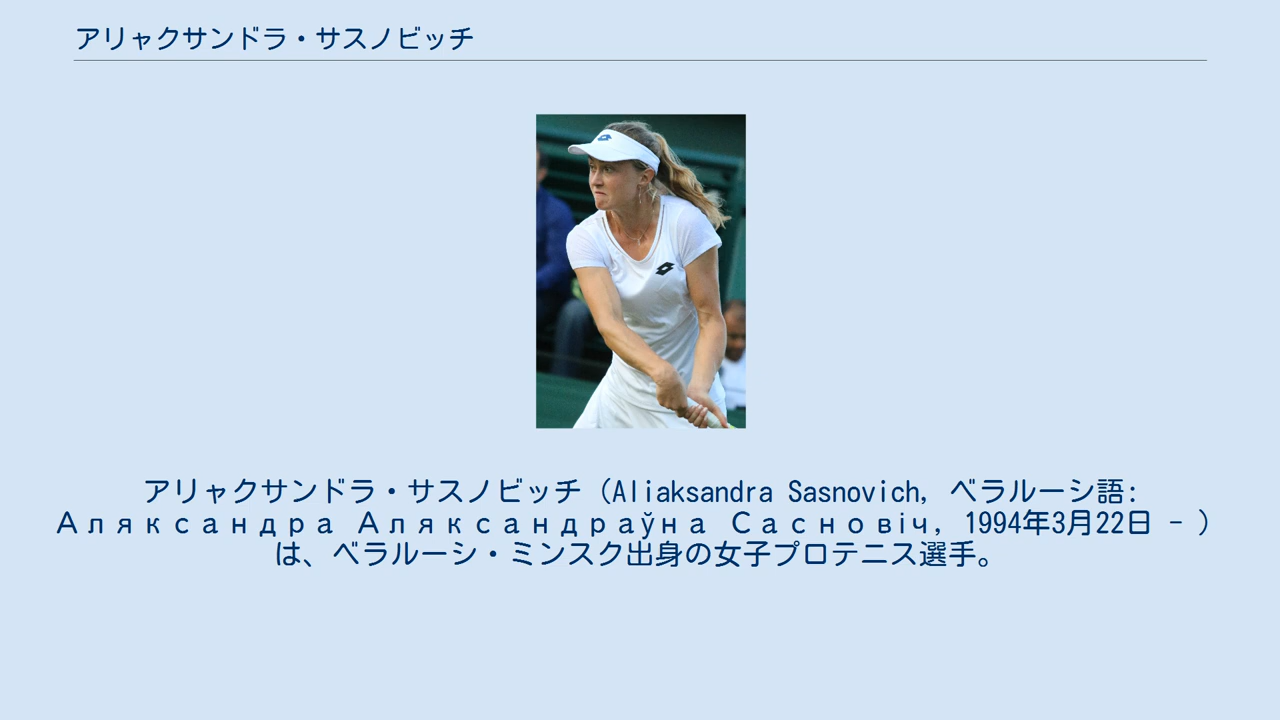 アリャクサンドラ・サスノビッチ
アリャクサンドラ・サスノビッチ（Aliaksandra Sasnovich, ベラルーシ語:
Аляксандра Аляксандраўна Сасновіч, 1994年3月22日 - ）
は、ベラルーシ・ミンスク出身の女子プロテニス選手。